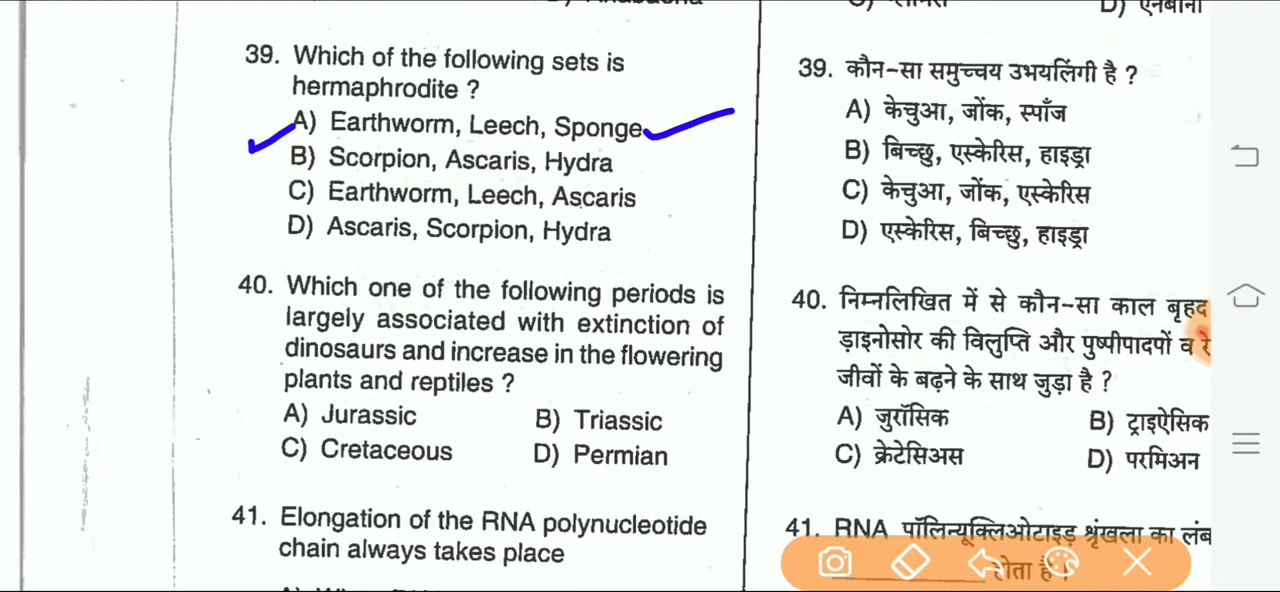 39. Which of the following sets is
hermaphrodite ?
A) Earthworm, Leech, Sponge
B) Scorpion, Ascaris, Hydra
C) Earthworm, Leech, Ascaris
D) Ascaris, Scorpion, Hydra
40. Which one of the following periods is
largely associated with extinction of
dinosaurs and increase in the flowering
plants and reptiles ?
A) Jurassic B) Triassic
C) Cretaceous D) Permian
41. Elongation of the RNA polynucleotide
chain always takes place
D) एनबीना
39. कौन-सा समुच्चय उभयलिंगी है ?
A) केचुआ, जोंक, स्पाँज
B) बिच्छु, एस्केरिस, हाइड्रा
C) केचुआ, जोंक, एस्केरिस
D) एस्केरिस, बिच्छु, हाइड्रा
40. निम्नलिखित में से कौन-सा काल बृहद
ड़ाइनोसोर की विलुप्ति और पुष्पीपादपों व रे
जीवों के बढ़ने के साथ जुड़ा है ?
A) जुरॉसिक B) ट्राइऐसिक
C) क्रेटेसिअस D) परमिअन
41. RNA पॉलिन्यूक्लिओटाइड़ श्रृंखला का लंब
होता है ।